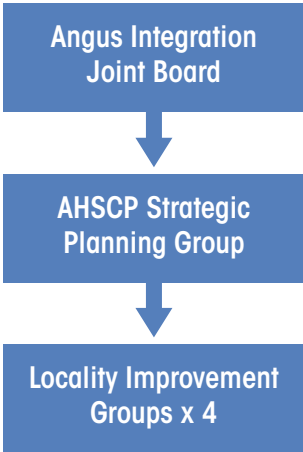 Angus Integration
Joint Board
AHSCP Strategic
Planning Group
Locality Improvement
Groups x 4